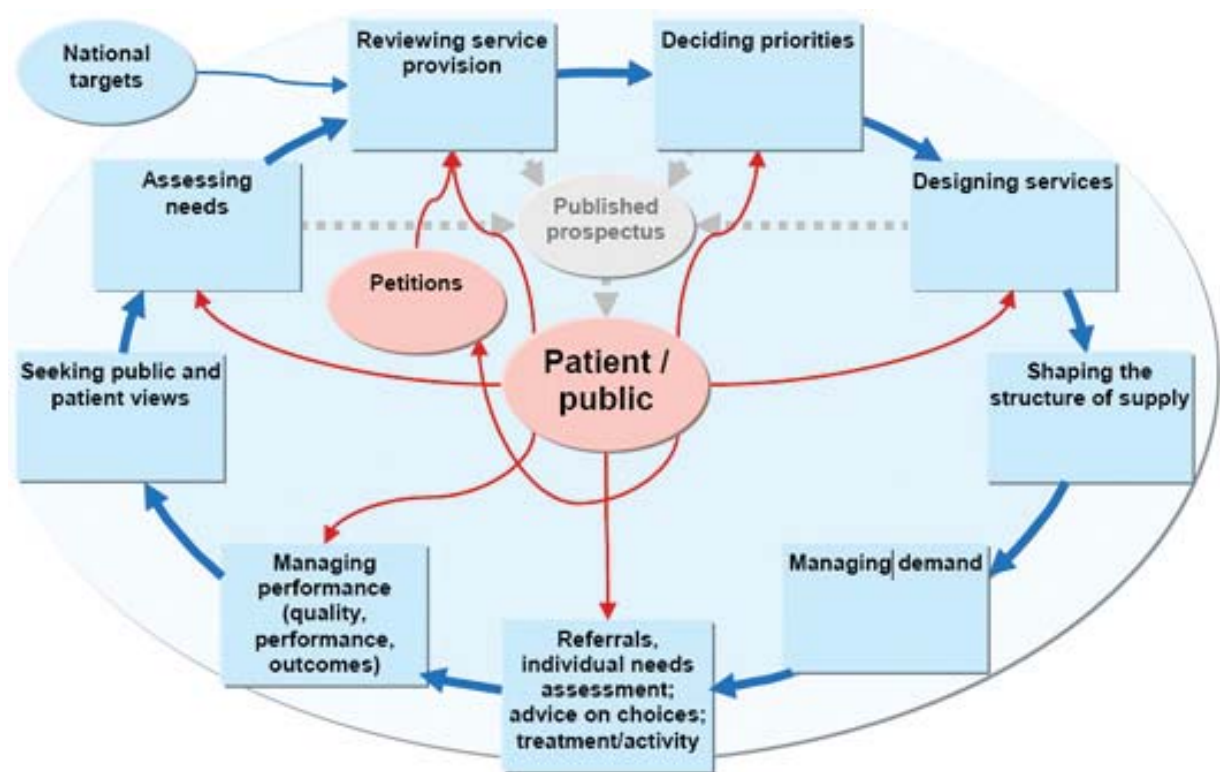 National
targets
Reviewing service
provision
Deciding priorities
Assessing
needs
Published
prospectus
Designing services
Petitions
Patient /
public
Seeking public and
patient views
Shaping the
structure of supply
Managing
performance
(quality,
performance,
outcomes)
Managing demand
Referrals,
individual needs
assessment;
advice on choices;
treatment/activity